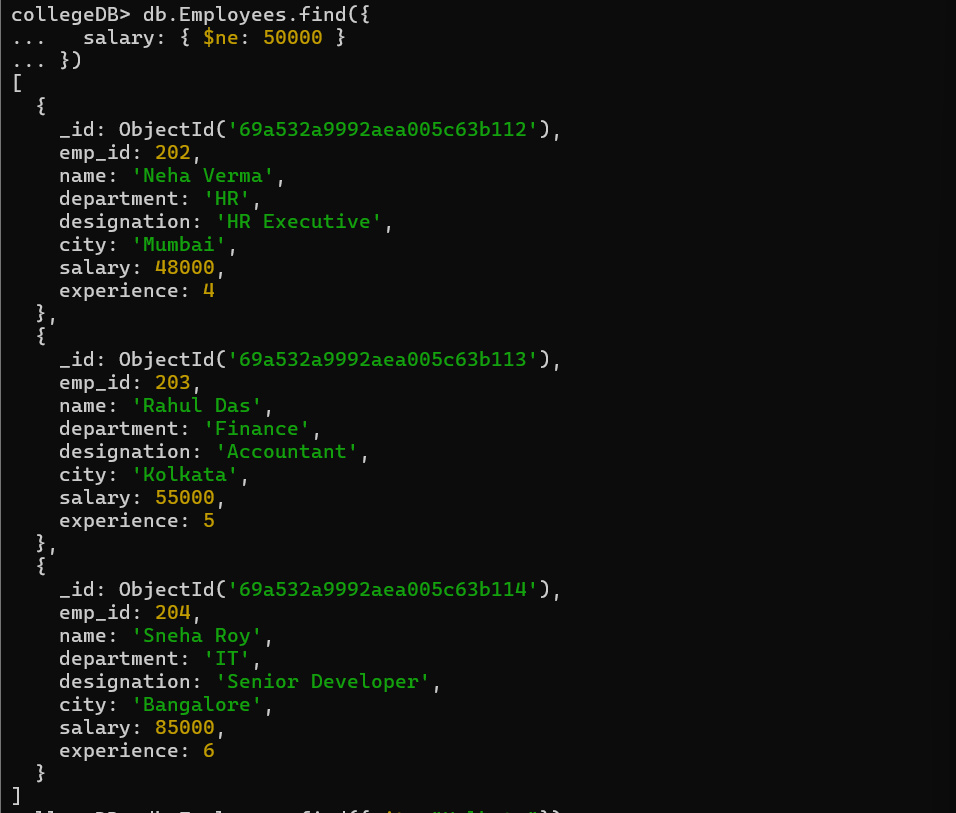 collegeDB> db.Employees.find({
...   salary: { $ne: 50000 }
... })
[
  {
    _id: ObjectId('69a532a9992aea005c63b112'),
    emp_id: 202,
    name: 'Neha Verma',
    department: 'HR',
    designation: 'HR Executive',
    city: 'Mumbai',
    salary: 48000,
    experience: 4
  },
  {
    _id: ObjectId('69a532a9992aea005c63b113'),
    emp_id: 203,
    name: 'Rahul Das',
    department: 'Finance',
    designation: 'Accountant',
    city: 'Kolkata',
    salary: 55000,
    experience: 5
  },
  {
    _id: ObjectId('69a532a9992aea005c63b114'),
    emp_id: 204,
    name: 'Sneha Roy',
    department: 'IT',
    designation: 'Senior Developer',
    city: 'Bangalore',
    salary: 85000,
    experience: 6
  }
]